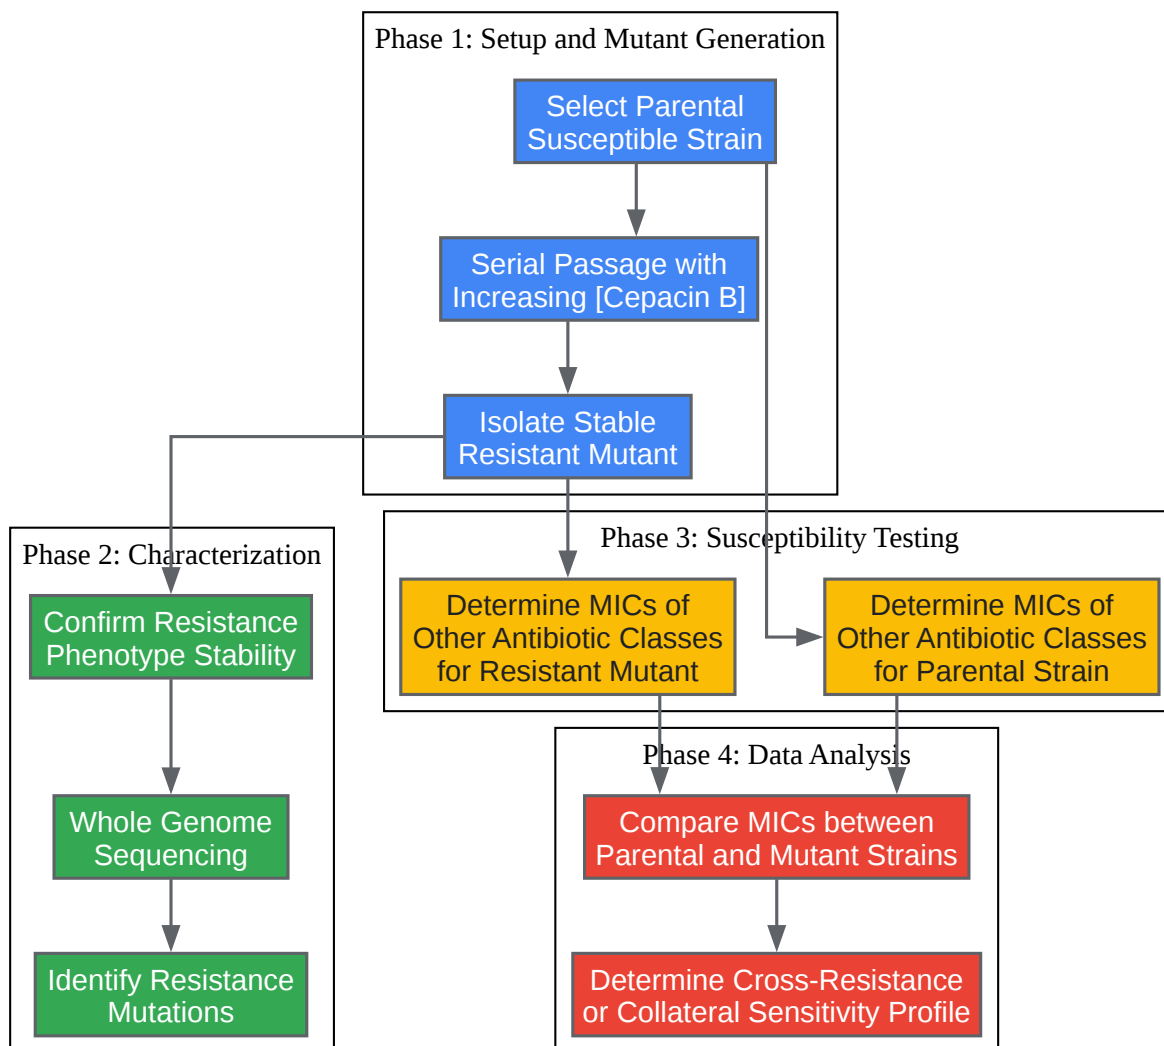 Phase 1: Setup and Mutant Generation
Select Parental
Susceptible Strain
Serial Passage with
Increasing [Cepacin B]
Isolate Stable
Resistant Mutant
Phase 2: Characterization
Confirm Resistance
Phenotype Stability
Whole Genome
Sequencing
Identify Resistance
Mutations
Phase 3: Susceptibility Testing
Determine MICs of
Other Antibiotic Classes
for Resistant Mutant
Determine MICs of
Other Antibiotic Classes
for Parental Strain
Phase 4: Data Analysis
Compare MICs between
Parental and Mutant Strains
Determine Cross-Resistance
or Collateral Sensitivity Profile